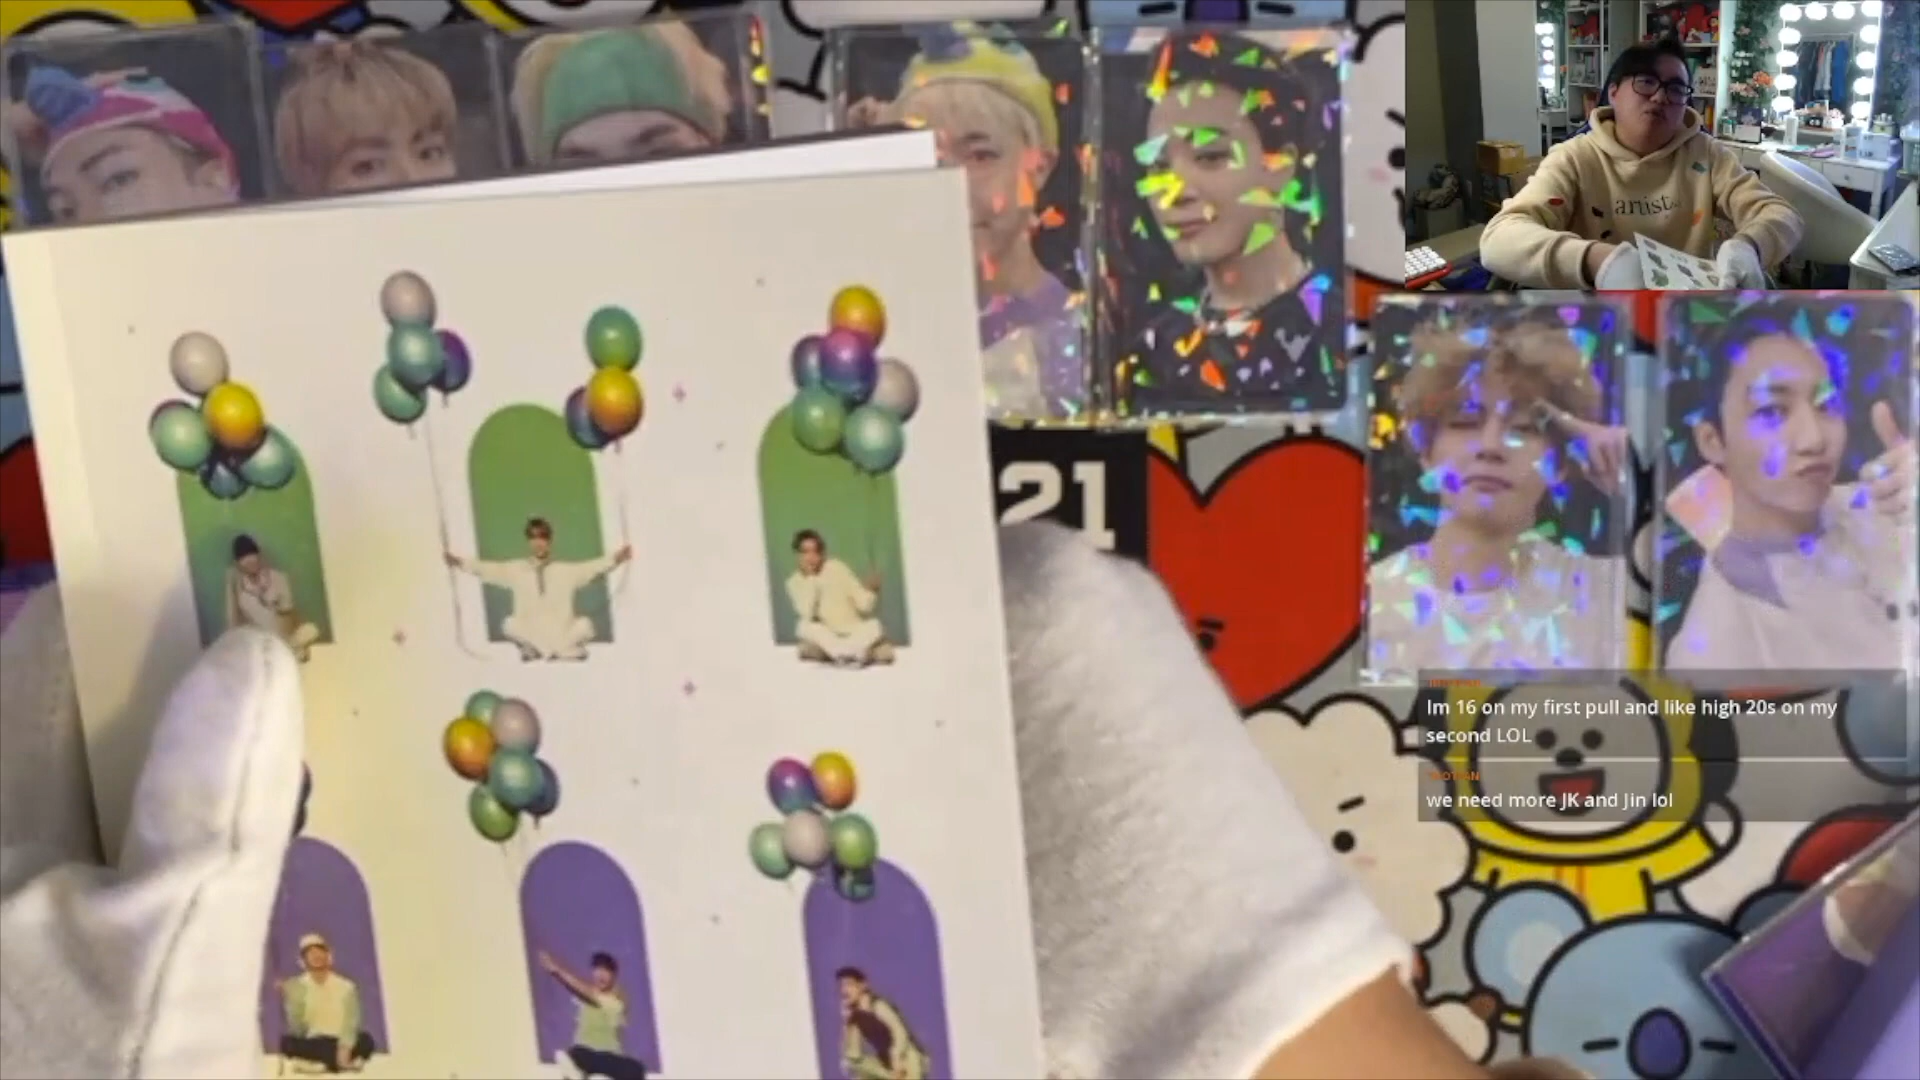 artist.
21
Im 16 on my first pull and like high 20s on my
second LOL
we need more JK and Jin lol